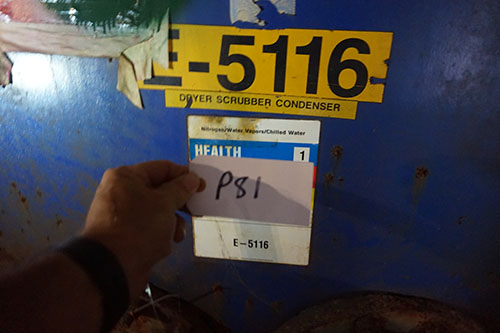 E-5116
DRYER SCRUBBER CONDENSER
Nitrogen/Water Vapors/Chilled Water
HEALTH 1
P81
E-5116